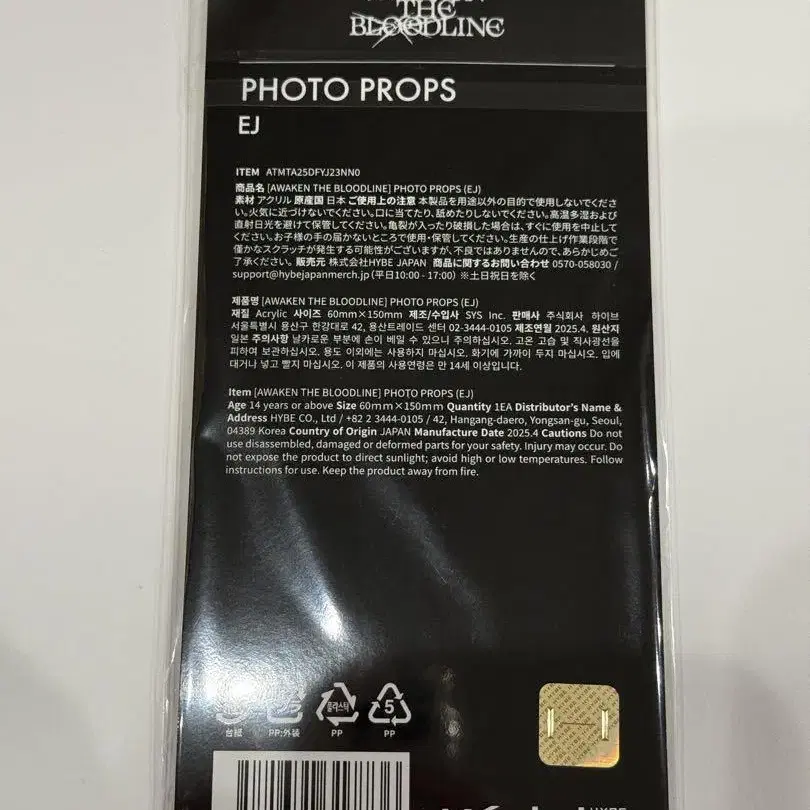 THE
BLOODLINE
PHOTO PROPS
EJ
ITEM ATMTA25DFYJ23NN0
商品名 [AWAKEN THE BLOODLINE] PHOTO PROPS (EJ)
素材 アクリル 原産国 日本 ご使用上の注意 本製品を用途以外の目的で使用しないでくださ
い。火気に近づけないでください。口に当てたり、舐めたりしないでください。高温多湿および
直射日光を避けて保管してください。亀裂が入ったり破損した場合は、すぐに使用を中止して
ください。お子様の手の届かないところで使用・保管してください。生産の仕上げ作業段階で
僅かなスクラッチが発生する可能性がございますが、不良ではありませんので、あらかじめご
了承ください。販売元 株式会社HYBE JAPAN 商品に関するお問い合わせ 0570-058030 /
support@hybejapanmerch.jp (平日10:00 - 17:00) ※土日祝日を除く
제품명 [AWAKEN THE BLOODLINE] PHOTO PROPS (EJ)
재질 Acrylic 사이즈 60mm×150mm 제조/수입사 SYS Inc. 판매사 주식회사 하이브
서울특별시 용산구 한강대로 42, 용산트레이드 센터 02-3444-0105 제조연월 2025.4. 원산지
일본 주의사항 날카로운 부분에 손이 베일 수 있으니 주의하십시오. 고온 고습 및 직사광선을
피하여 보관하십시오. 용도 이외에는 사용하지 마십시오. 화기에 가까이 두지 마십시오. 입에
대거나 넣고 빨지 마십시오. 이 제품의 사용연령은 만 14세 이상입니다.
Item [AWAKEN THE BLOODLINE] PHOTO PROPS (EJ)
Age 14 years or above Size 60mm×150mm Quantity 1EA Distributor's Name &
Address HYBE CO., Ltd / +82 2 3444-0105 / 42, Hangang-daero, Yongsan-gu, Seoul,
04389 Korea Country of Origin JAPAN Manufacture Date 2025.4 Cautions Do not
use disassembled, damaged or deformed parts for your safety. Injury may occur. Do
not expose the product to direct sunlight; avoid high or low temperatures. Follow
instructions for use. Keep the product away from fire.
플라스틱 5
台紙 PP:外装 PP PP